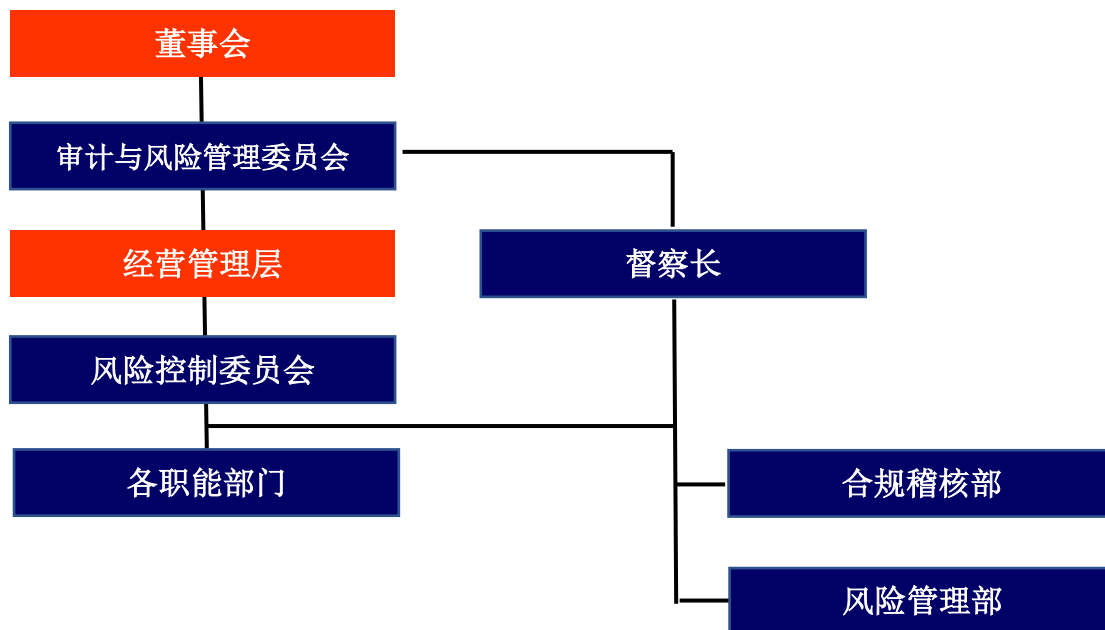 董事会
审计与风险管理委员会
经营管理层
督察长
风险控制委员会
各职能部门
合规稽核部
风险管理部